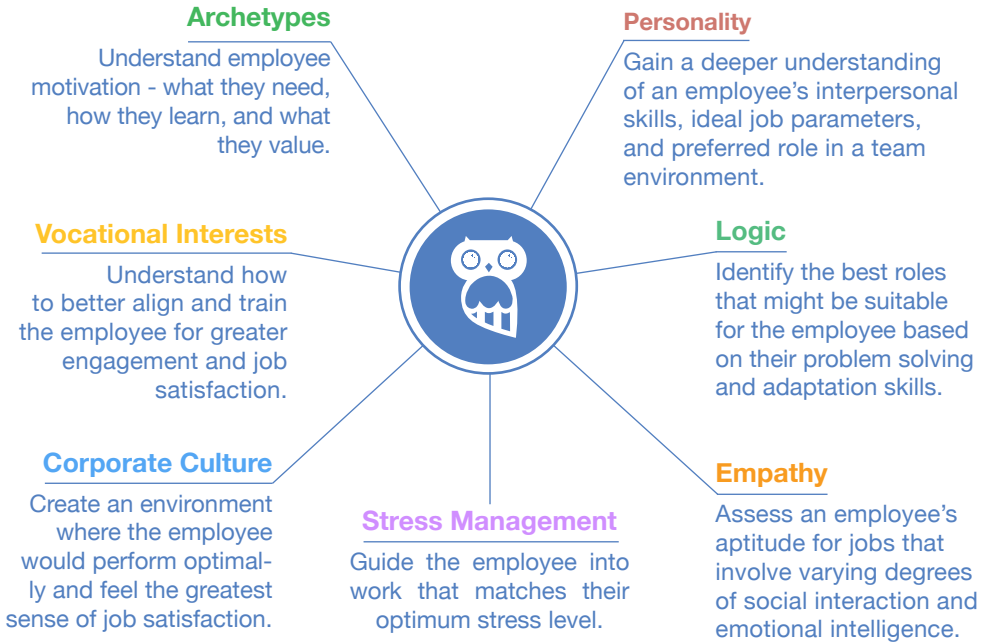 Archetypes
Understand employee
motivation - what they need,
how they learn, and what
they value.
Personality
Gain a deeper understanding
of an employee's interpersonal
skills, ideal job parameters,
and preferred role in a team
environment.
Vocational Interests
Understand how
to better align and train
the employee for greater
engagement and job
satisfaction.
Logic
Identify the best roles
that might be suitable
for the employee based
on their problem solving
and adaptation skills.
Corporate Culture
Create an environment
where the employee
would perform optimal-
ly and feel the greatest
sense of job satisfaction.
Stress Management
Guide the employee into
work that matches their
optimum stress level.
Empathy
Assess an employee's
aptitude for jobs that
involve varying degrees
of social interaction and
emotional intelligence.